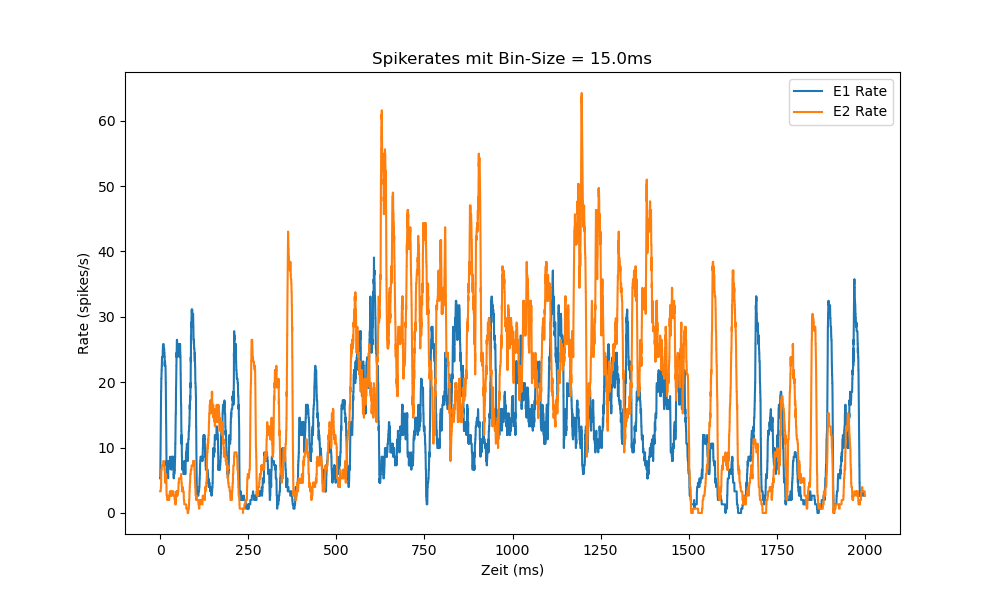 Spikerates mit Bin-Size = 15.0ms
E1 Rate
E2 Rate
60
50
40
30
20
10
0
Rate (spikes/s)
0 250 500 750 1000 1250 1500 1750 2000
Zeit (ms)